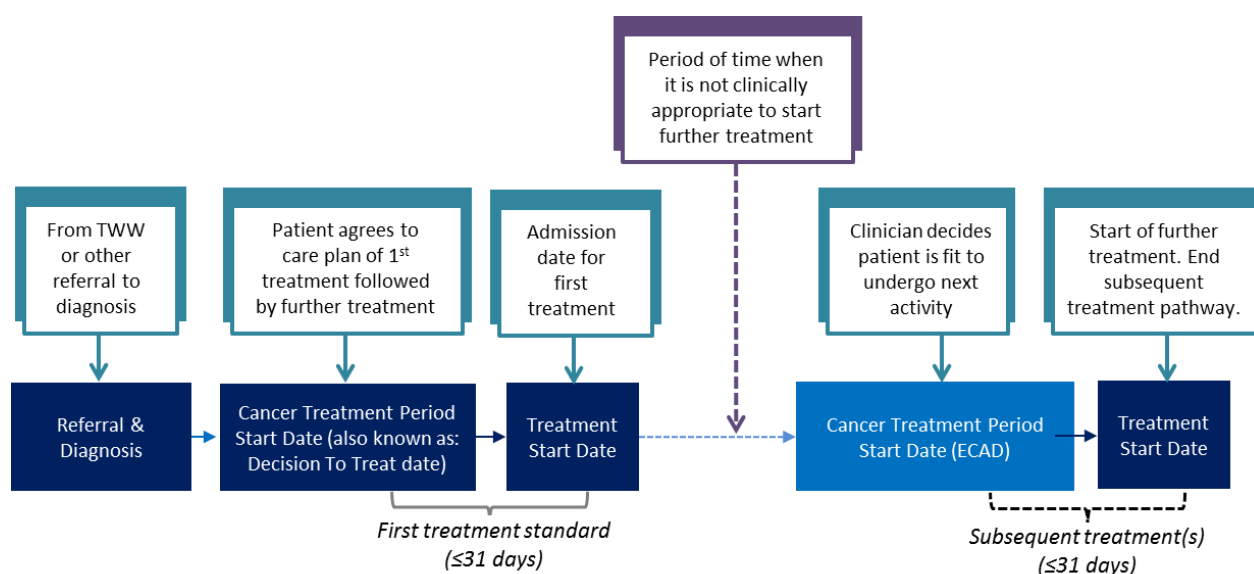 Period of time when
it is not clinically
appropriate to start
further treatment
From TWW
or other
referral to
diagnosis
Patient agrees to
care plan of 1st
treatment followed
by further treatment
Admission
date for
first
treatment
Clinician decides
patient is fit to
undergo next
activity
Start of further
treatment. End
subsequent
treatment pathway.
Referral &
Diagnosis
Cancer Treatment Period
Start Date (also known as:
Decision To Treat date)
Treatment
Start Date
Cancer Treatment Period
Start Date (ECAD)
Treatment
Start Date
First treatment standard
(≤31 days)
Subsequent treatment(s)
(≤31 days)